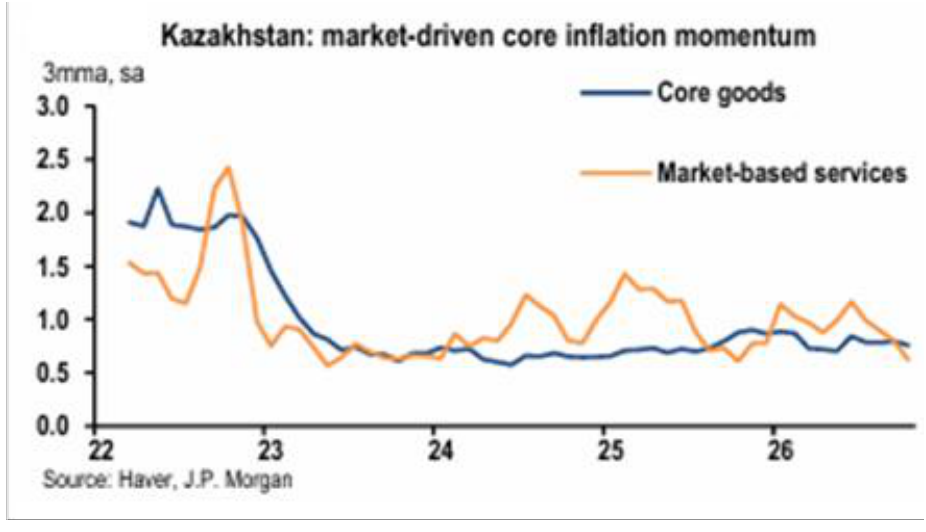 Kazakhstan: market-driven core inflation momentum
3mma, sa
Core goods
Market-based services
3.0
2.5
2.0
1.5
1.0
0.5
0.0
22 23 24 25 26
Source: Haver, J.P. Morgan